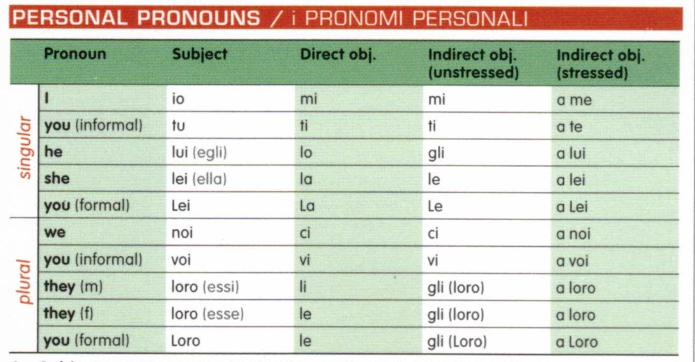 PERSONAL PRONOUNS / i PRONOMI PERSONALI
Pronoun Subject Direct obj. Indirect obj. (unstressed) Indirect obj. (stressed)
singular
I io mi mi a me
you (informal) tu ti ti a te
he lui (egli) lo gli a lui
she lei (ella) la le a lei
you (formal) Lei La Le a Lei
plural
we noi ci ci a noi
you (informal) voi vi vi a voi
they (m) loro (essi) li gli (loro) a loro
they (f) loro (esse) le gli (loro) a loro
you (formal) Loro le gli (Loro) a Loro